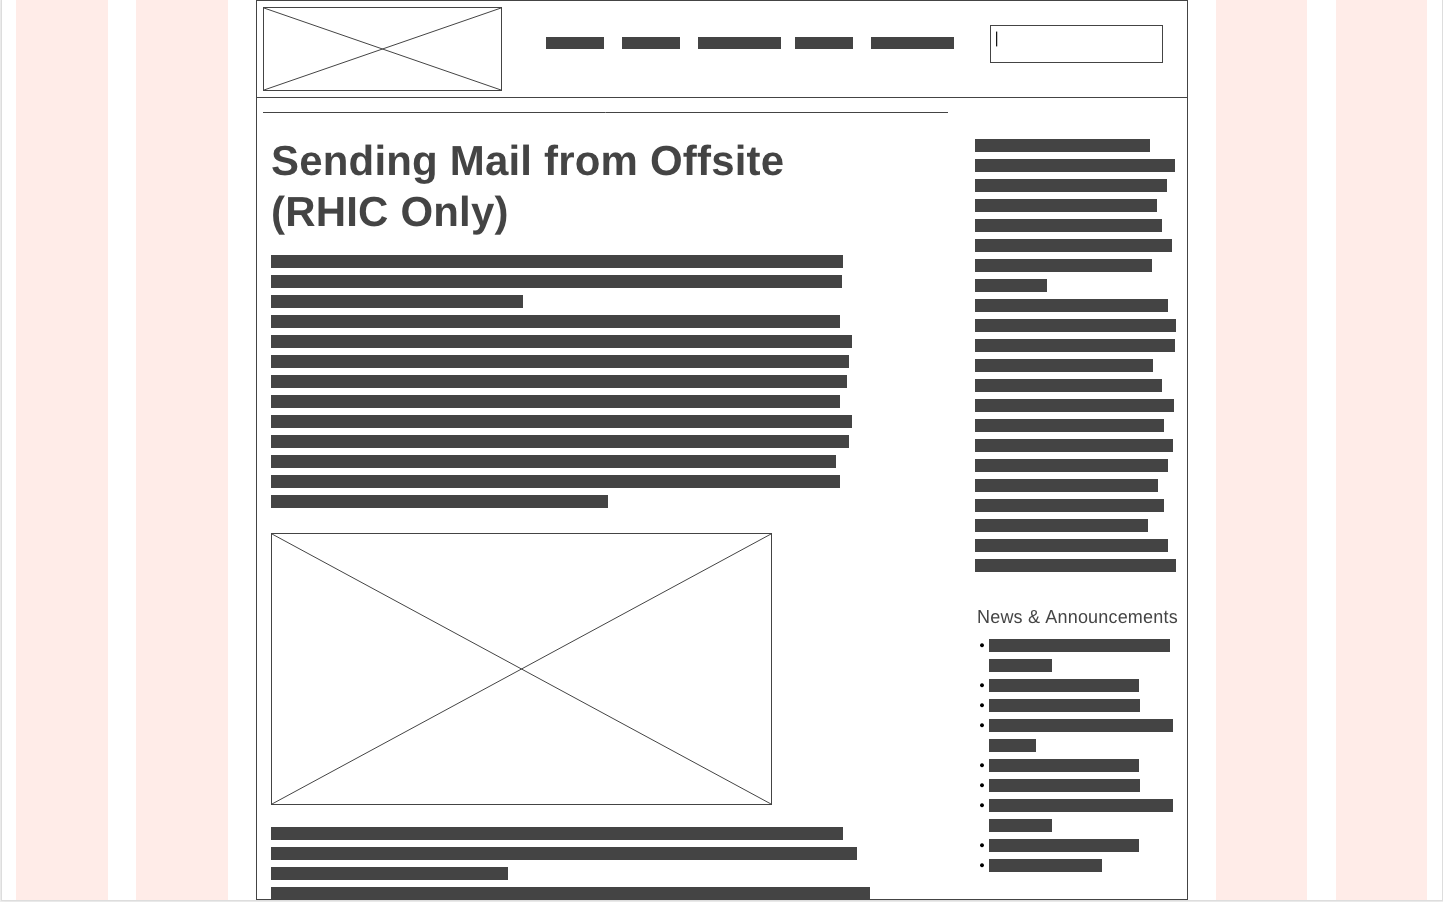 Sending Mail from Offsite
(RHIC Only)
News & Announcements